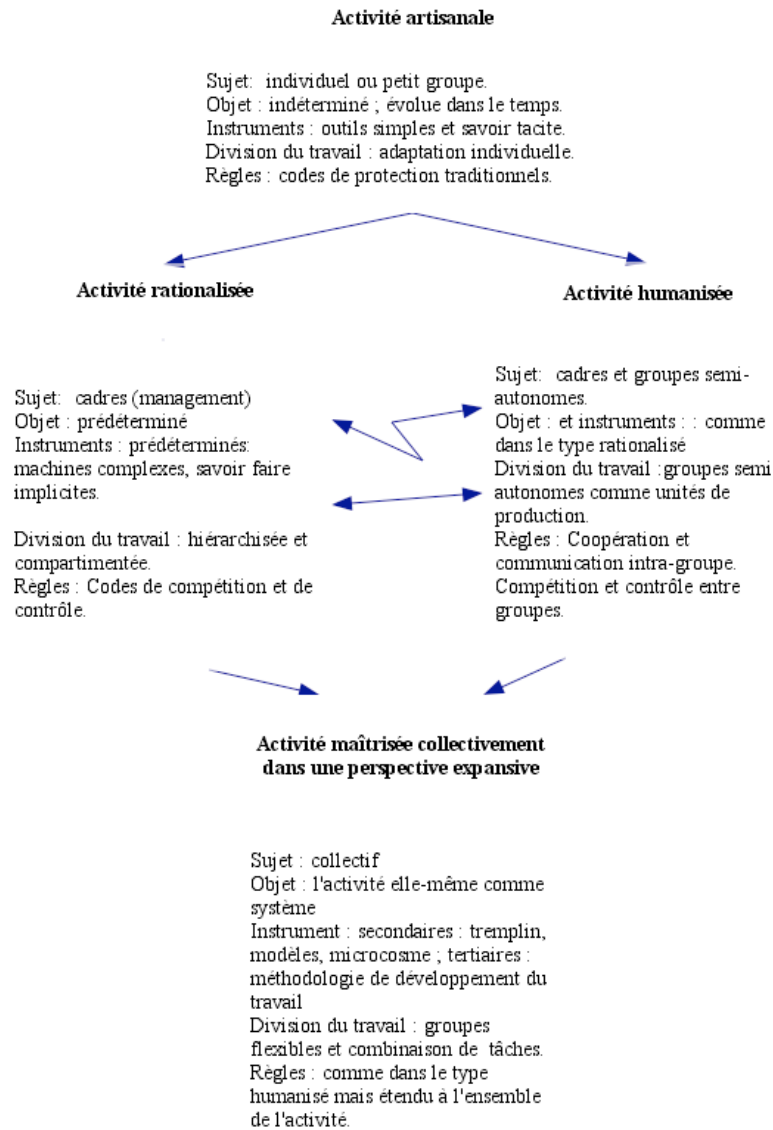 Activité artisanale
Sujet: individuel ou petit groupe.
Objet : indéterminé ; évolue dans le temps.
Instruments : outils simples et savoir tacite.
Division du travail : adaptation individuelle.
Règles : codes de protection traditionnels.
Activité rationalisée
Sujet: cadres (management)
Objet : prédéterminé
Instruments : prédéterminés:
machines complexes, savoir faire
implicites.
Division du travail : hiérarchisée et
compartimentée.
Règles : Codes de compétition et de
contrôle.
Activité humanisée
Sujet: cadres et groupes semi-
autonomes.
Objet : et instruments : : comme
dans le type rationalisé
Division du travail :groupes semi
autonomes comme unités de
production.
Règles : Coopération et
communication intra-groupe.
Compétition et contrôle entre
groupes.
Activité maîtrisée collectivement
dans une perspective expansive
Sujet : collectif
Objet : l'activité elle-même comme
système
Instrument : secondaires : tremplin,
modèles, microcosme ; tertiaires :
méthodologie de développement du
travail
Division du travail : groupes
flexibles et combinaison de tâches.
Règles : comme dans le type
humanisé mais étendu à l'ensemble
de l'activité.